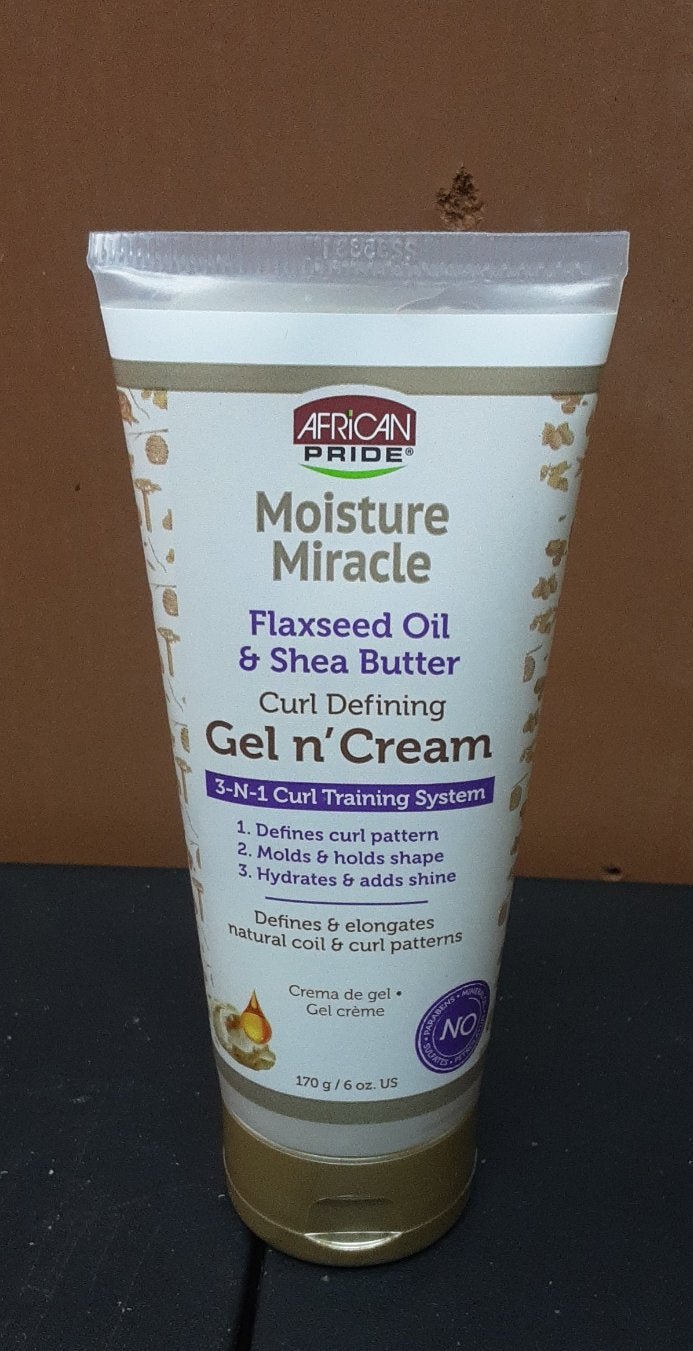 AFRiCAN
PRIDE®
Moisture
Miracle
Flaxseed Oil
& Shea Butter
Curl Defining
Gel n' Cream
3-N-1 Curl Training System
1. Defines curl pattern
2. Molds & holds shape
3. Hydrates & adds shine
Defines & elongates
natural coil & curl patterns
Crema de gel •
Gel crème
NO
PARABENS •
SULFATES •
170 g / 6 oz. US